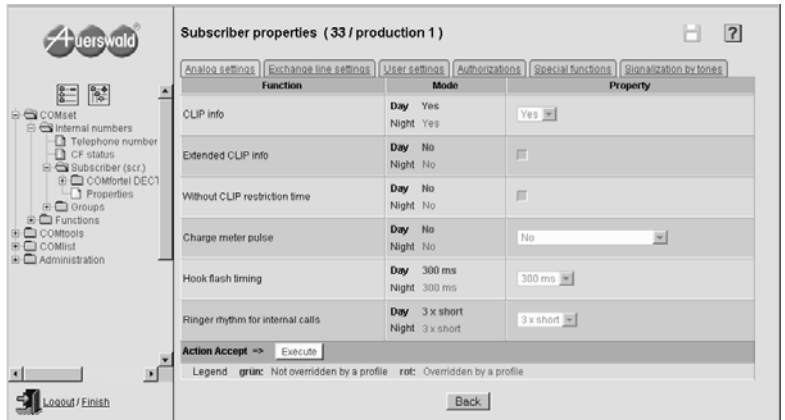 Auerswald
COMset
Internal numbers
Telephone number
CF status
Subscriber (scr.)
COMfortel DECT
Properties
Groups
Functions
COMtools
COMlist
Administration
Logout / Finish
Subscriber properties ( 33 / production 1 )
?
Analog settings Exchange line settings User settings Authorizations Special functions Signalization by tones
Function Mode Property
CLIP info Day Yes Yes
Night Yes
Extended CLIP info Day No
Night No
Without CLIP restriction time Day No
Night No
Charge meter pulse Day No No
Night No
Hook flash timing Day 300 ms 300 ms
Night 300 ms
Ringer rhythm for internal calls Day 3 x short 3 x short
Night 3 x short
Action Accept => Execute
Legend grün: Not overridden by a profile rot: Overridden by a profile
Back